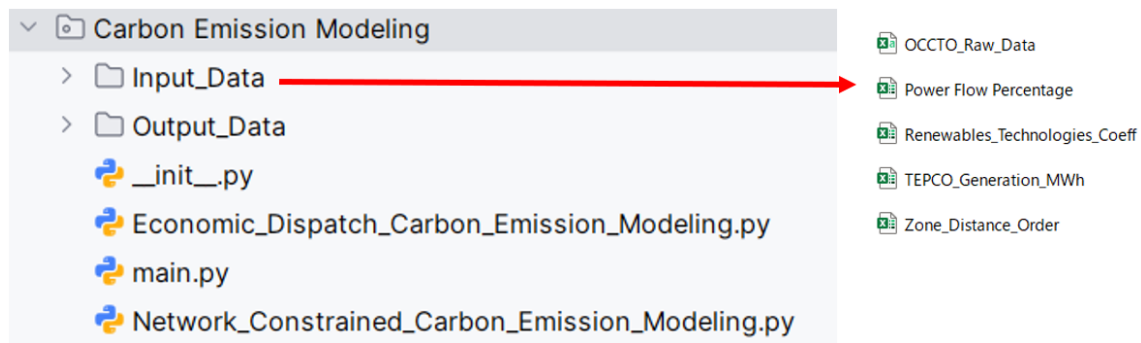 Carbon Emission Modeling
Input_Data
Output_Data
__init__.py
Economic_Dispatch_Carbon_Emission_Modeling.py
main.py
Network_Constrained_Carbon_Emission_Modeling.py
OCCTO_Raw_Data
Power Flow Percentage
Renewables_Technologies_Coeff
TEPCO_Generation_MWh
Zone_Distance_Order